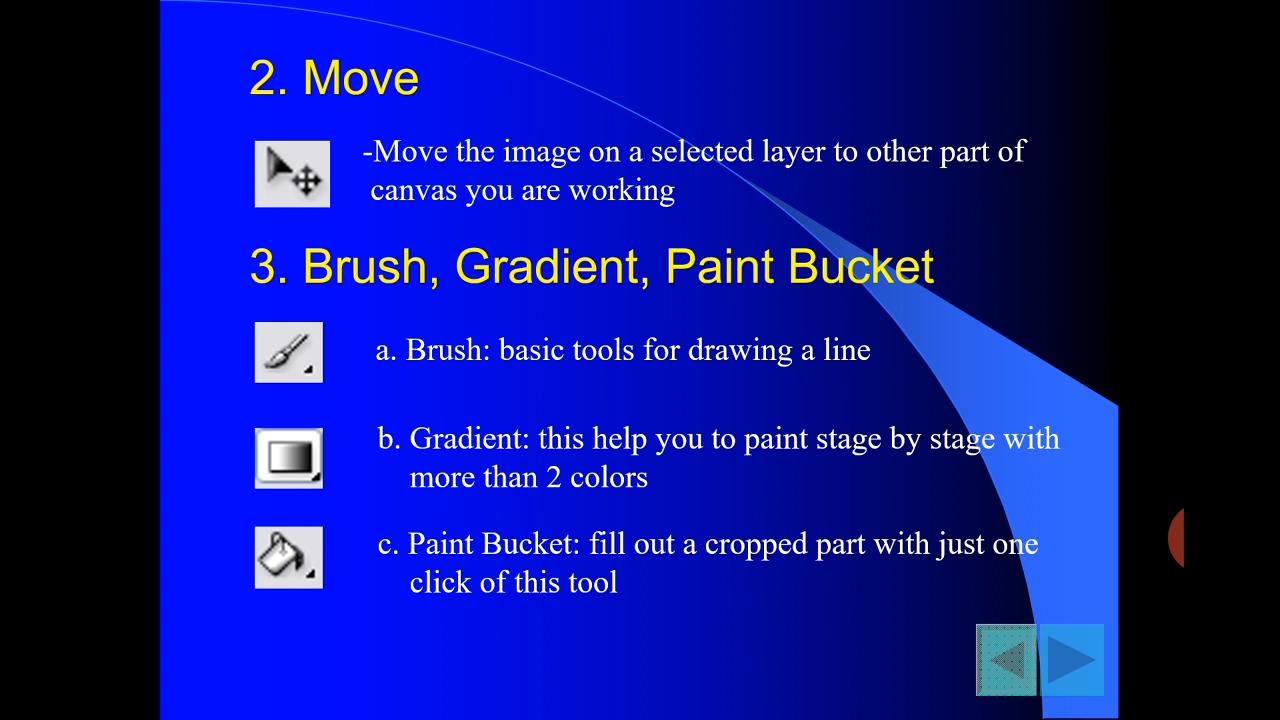 2. Move
-Move the image on a selected layer to other part of
canvas you are working
3. Brush, Gradient, Paint Bucket
a. Brush: basic tools for drawing a line
b. Gradient: this help you to paint stage by stage with
more than 2 colors
c. Paint Bucket: fill out a cropped part with just one
click of this tool